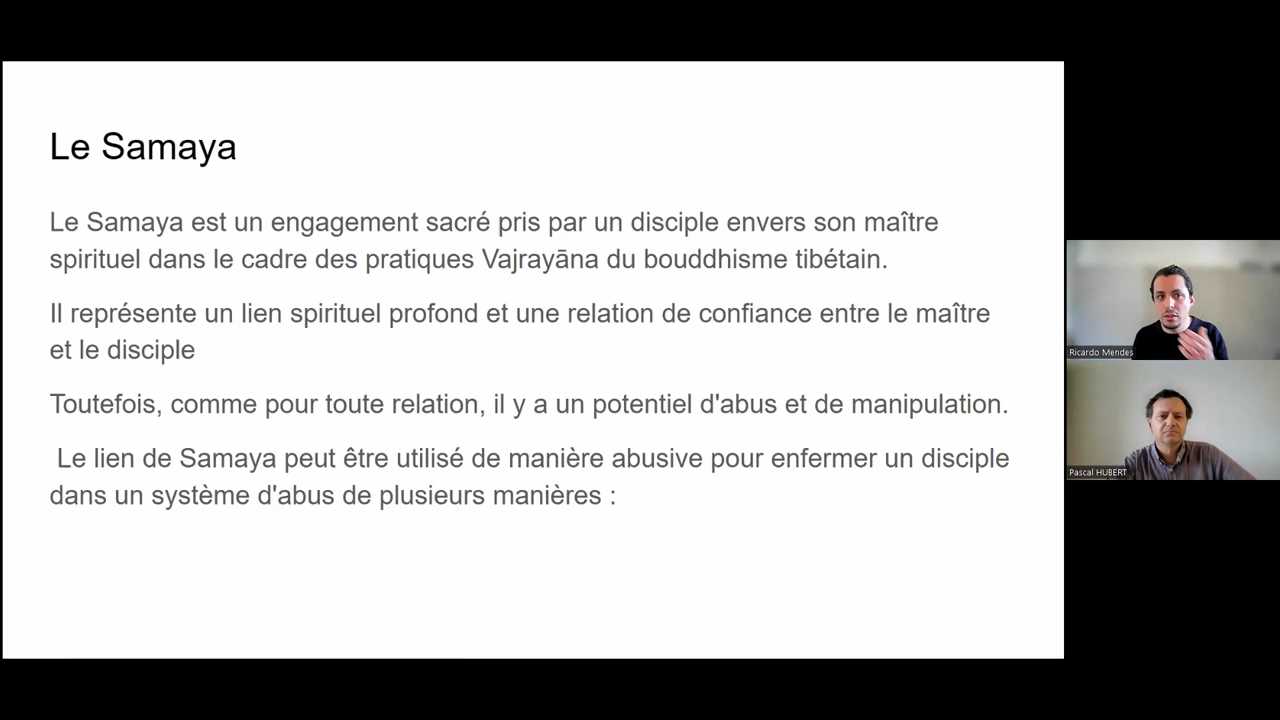 Le Samaya
Le Samaya est un engagement sacré pris par un disciple envers son maître
spirituel dans le cadre des pratiques Vajrayāna du bouddhisme tibétain.
Il représente un lien spirituel profond et une relation de confiance entre le maître
et le disciple
Toutefois, comme pour toute relation, il y a un potentiel d'abus et de manipulation.
Le lien de Samaya peut être utilisé de manière abusive pour enfermer un disciple
dans un système d'abus de plusieurs manières :
Ricardo Mendes
Pascal HUBERT